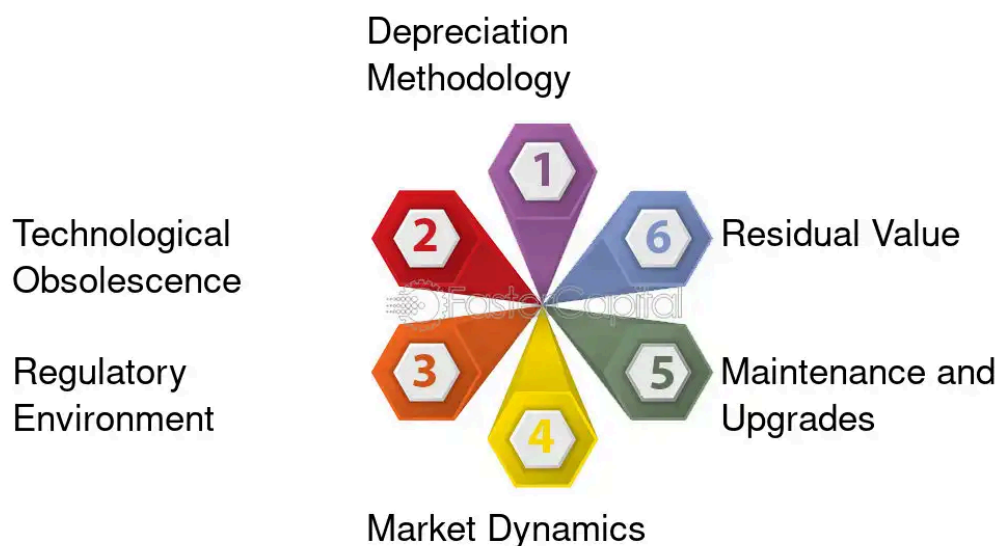 Depreciation
Methodology
1
2
6
Technological
Obsolescence
Residual Value
FasterCapital
Regulatory
Environment
3
5
Maintenance and
Upgrades
4
Market Dynamics